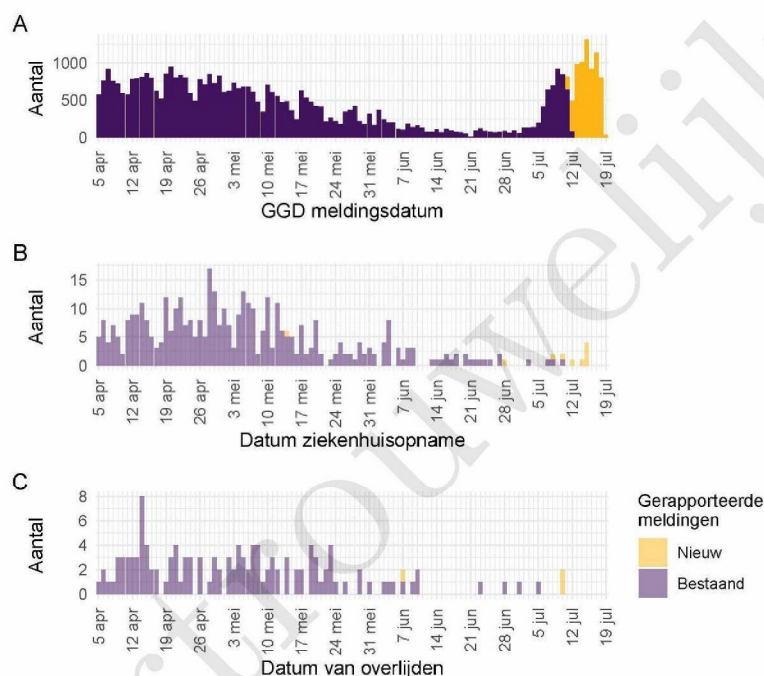 A
Aantal
1000
500
0
5 apr
12 apr
19 apr
26 apr
3 mei
10 mei
17 mei
24 mei
31 mei
7 jun
14 jun
21 jun
28 jun
5 jul
12 jul
19 jul
GGD meldingsdatum
B
Aantal
15
10
5
0
5 apr
12 apr
19 apr
26 apr
3 mei
10 mei
17 mei
24 mei
31 mei
7 jun
14 jun
21 jun
28 jun
5 jul
12 jul
19 jul
Datum ziekenhuisopname
C
Aantal
8
6
4
2
0
5 apr
12 apr
19 apr
26 apr
3 mei
10 mei
17 mei
24 mei
31 mei
7 jun
14 jun
21 jun
28 jun
5 jul
12 jul
19 jul
Datum van overlijden
Gerapporteerde
meldingen
Nieuw
Bestaand
rtrouwelijk